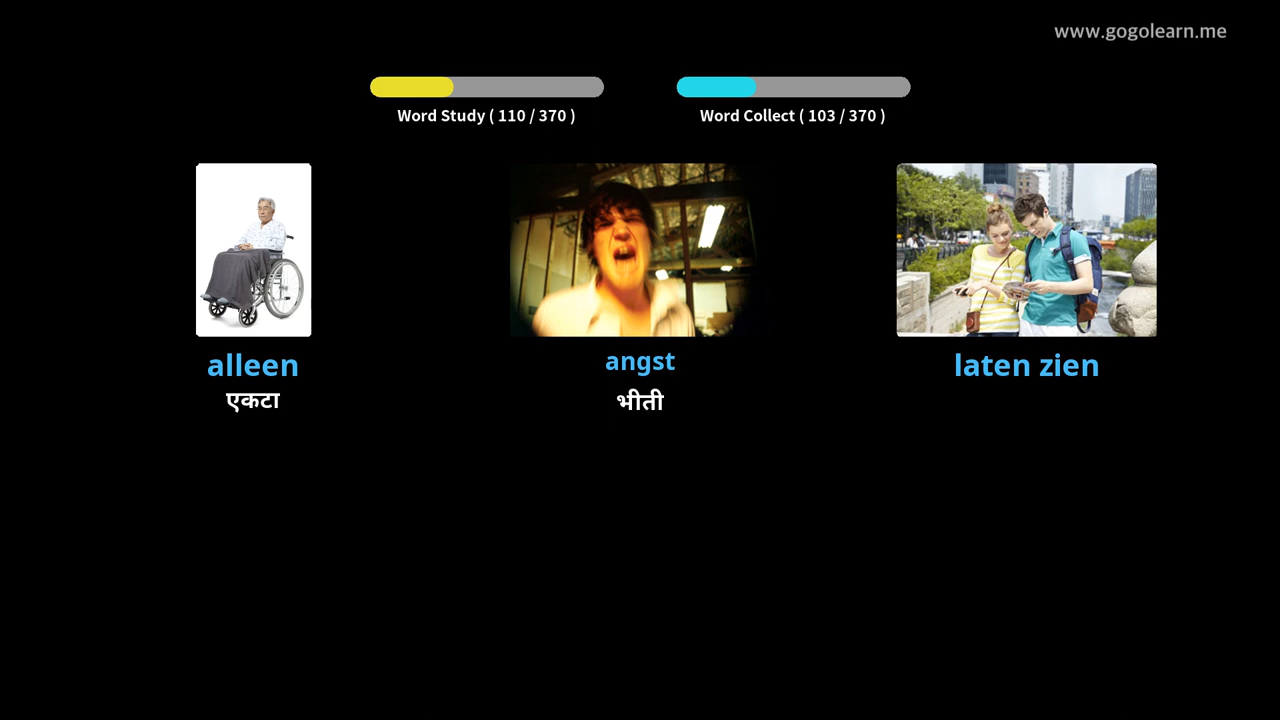 www.gogolearn.me
Word Study ( 110 / 370 )
Word Collect ( 103 / 370 )
alleen
एकटा
angst
भीती
laten zien